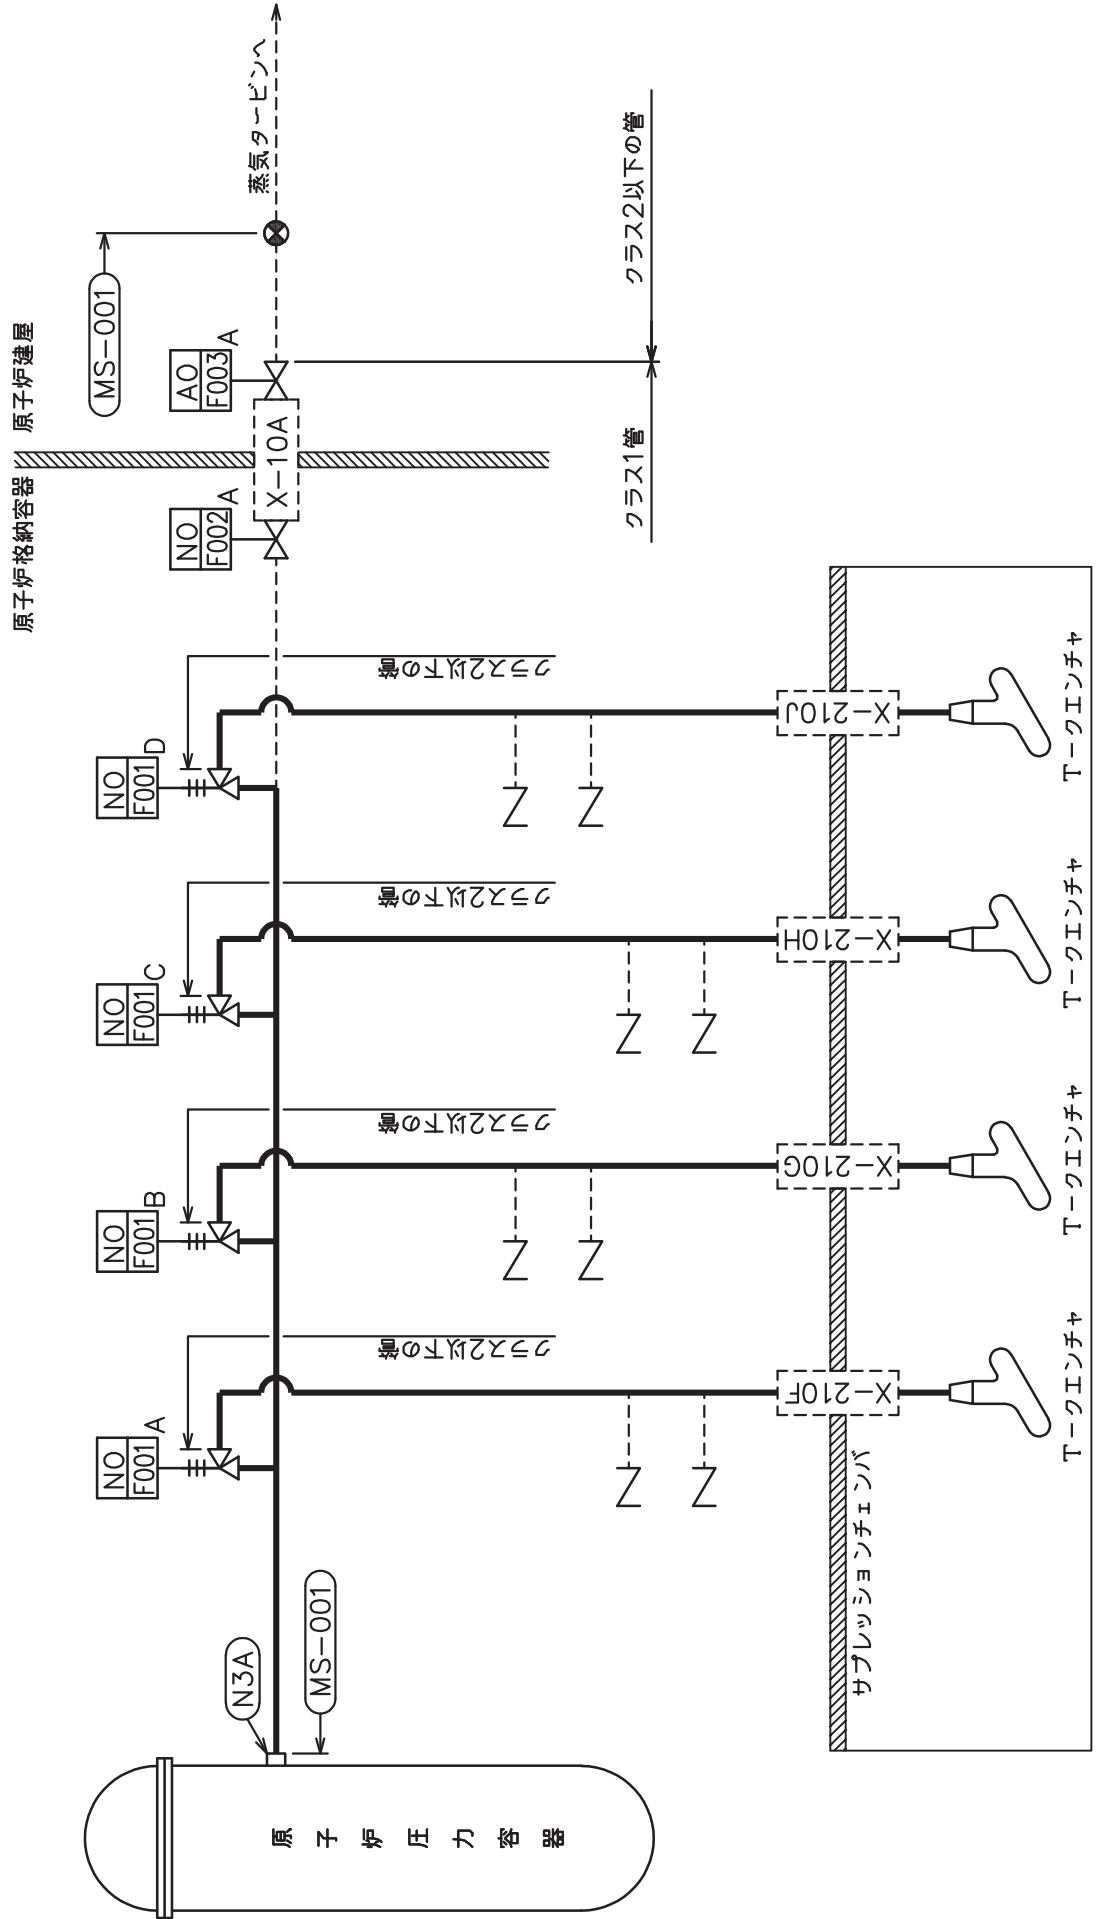 原子炉格納容器
原子炉建屋
MS-001
蒸気タービンへ
NO
F002
A
X-10A
AO
F003
A
クラス1管
クラス2以下の管
NO
F001
A
クラス2以下の管
NO
F001
B
クラス2以下の管
NO
F001
C
クラス2以下の管
NO
F001
D
クラス2以下の管
N3A
MS-001
原子炉圧力容器
サプレッションチェンバ
X-210F
X-210G
X-210H
X-210J
T-クエンチャ
T-クエンチャ
T-クエンチャ
T-クエンチャ